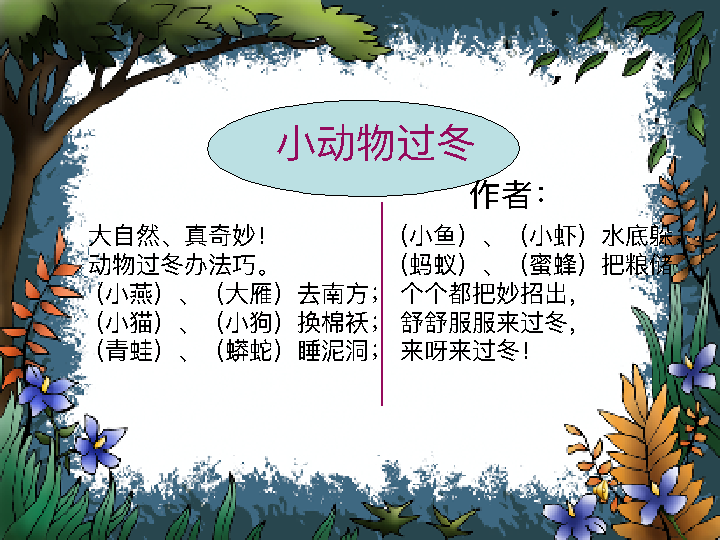 小动物过冬
作者：
大自然、真奇妙！
动物过冬办法巧。
（小燕）、（大雁）去南方；
（小猫）、（小狗）换棉袄；
（青蛙）、（蟒蛇）睡泥洞；
（小鱼）、（小虾）水底躲
（蚂蚁）、（蜜蜂）把粮储
个个都把妙招出，
舒舒服服来过冬，
来呀来过冬！